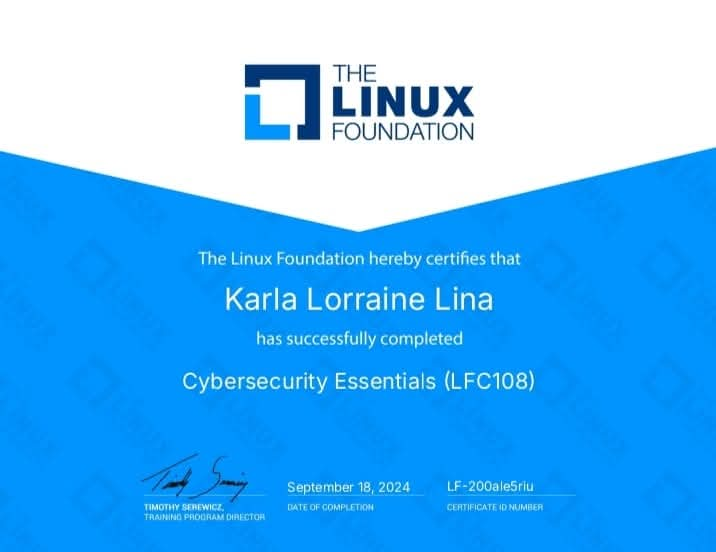 THE
LINUX
FOUNDATION
The Linux Foundation hereby certifies that
Karla Lorraine Lina
has successfully completed
Cybersecurity Essentials (LFC108)
September 18, 2024
LF-200ale5riu
TIMOTHY SEREWICZ,
TRAINING PROGRAM DIRECTOR
DATE OF COMPLETION
CERTIFICATE ID NUMBER